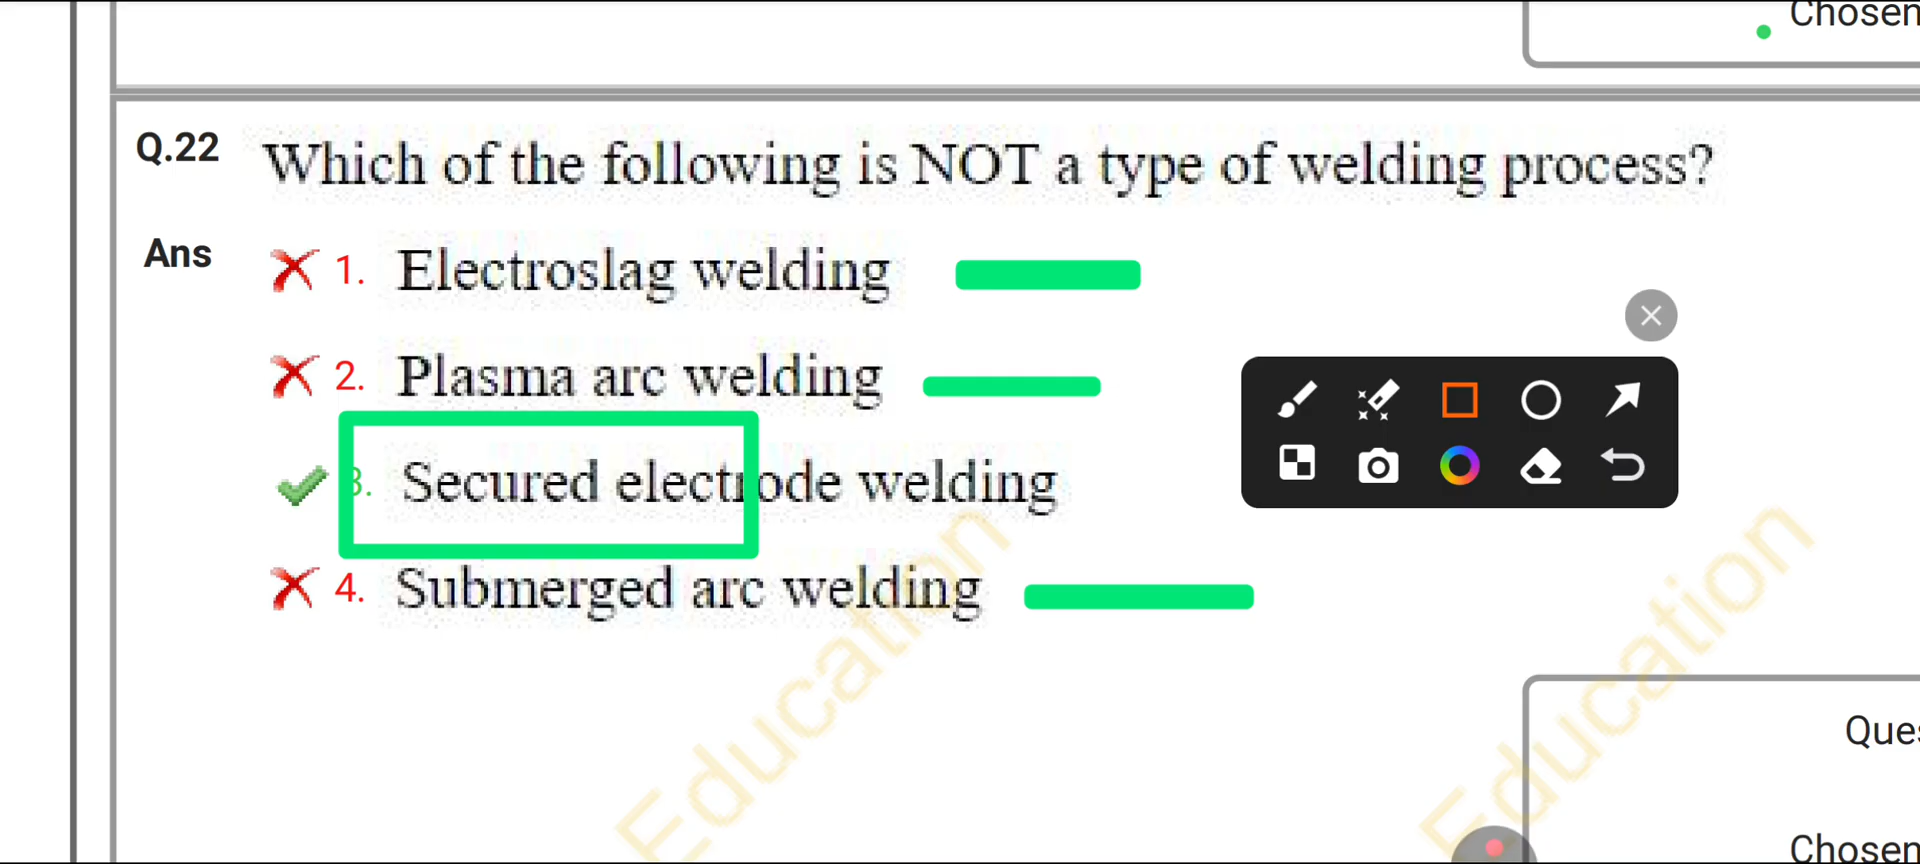 Chosen
Q.22 Which of the following is NOT a type of welding process?
Ans 1. Electroslag welding
2. Plasma arc welding
3. Secured electrode welding
4. Submerged arc welding
Education
Education
Ques
Chosen